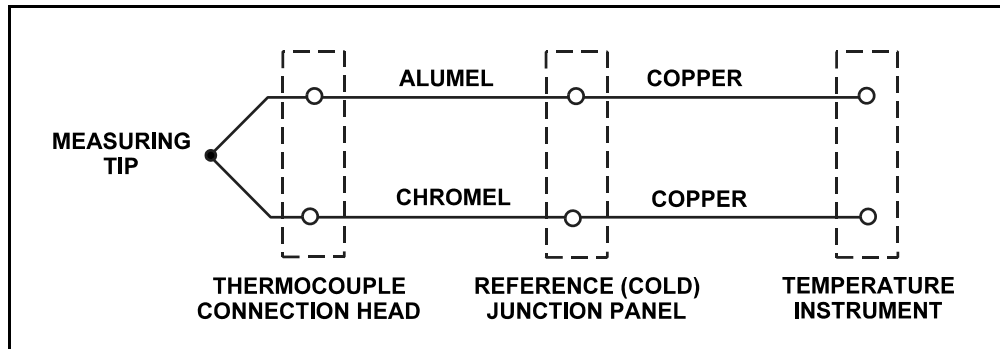 ALUMEL
COPPER
MEASURING
TIP
CHROMEL
COPPER
THERMOCOUPLE
CONNECTION HEAD
REFERENCE (COLD)
JUNCTION PANEL
TEMPERATURE
INSTRUMENT